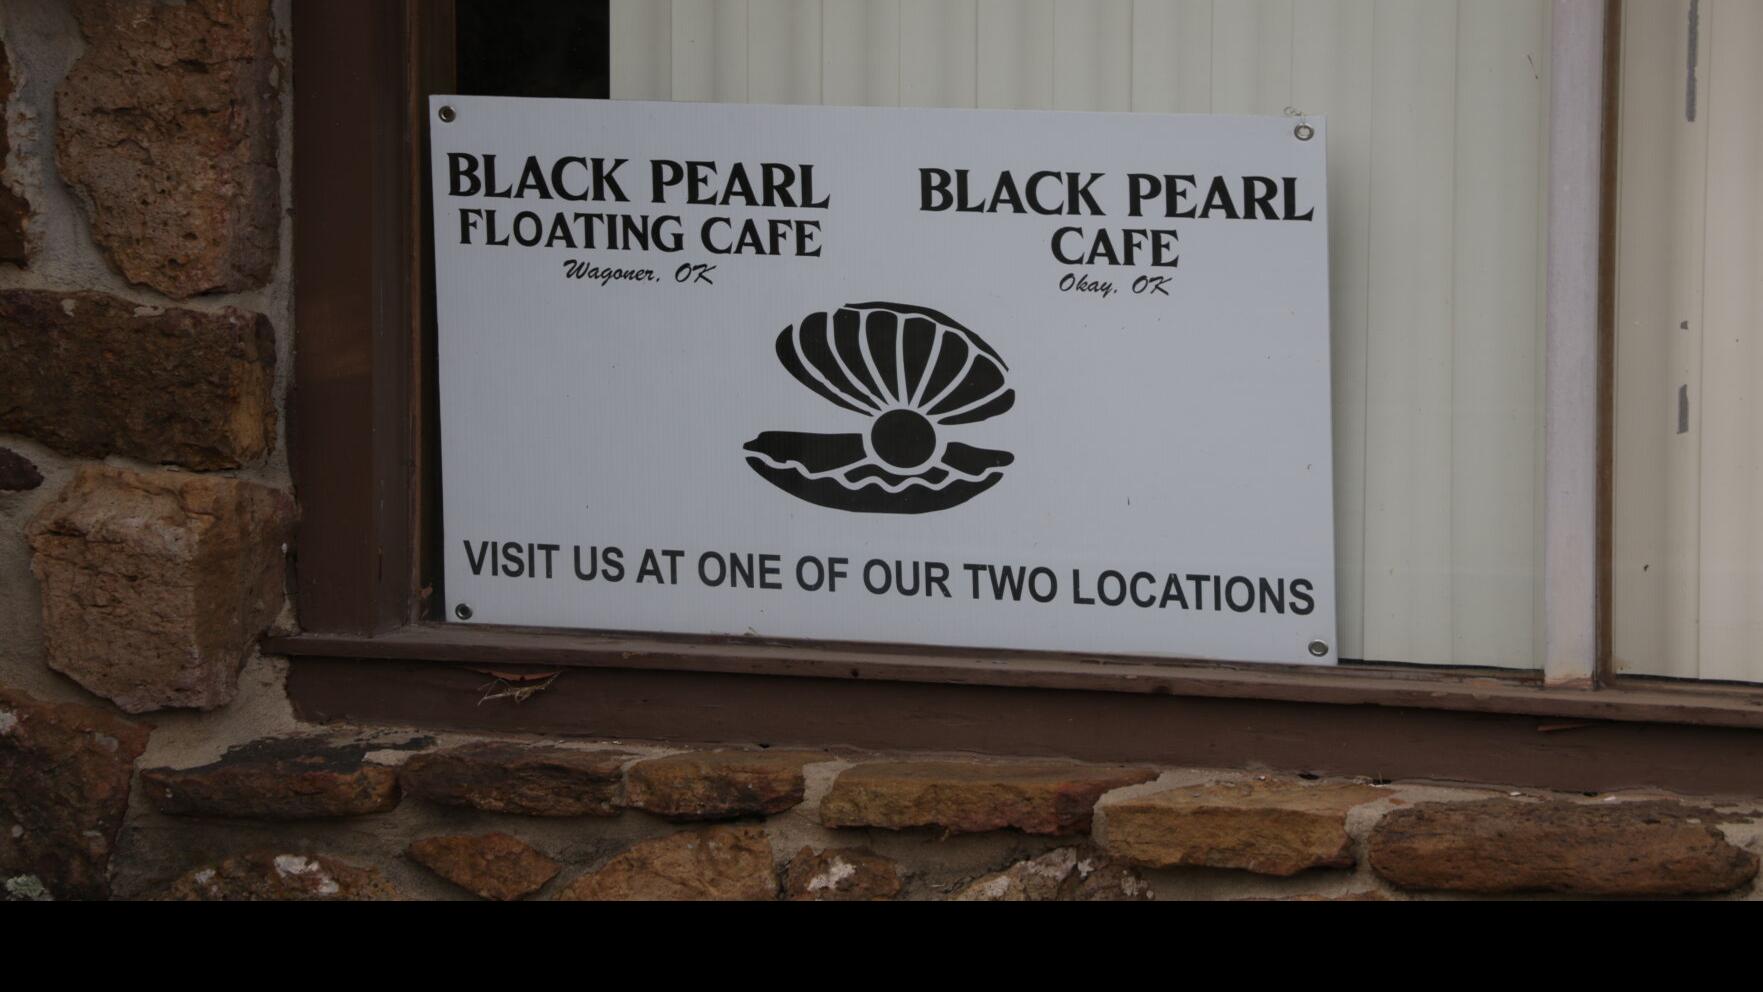 BLACK PEARL
FLOATING CAFE
Wagoner, OK
BLACK PEARL
CAFE
Okay, OK
VISIT US AT ONE OF OUR TWO LOCATIONS